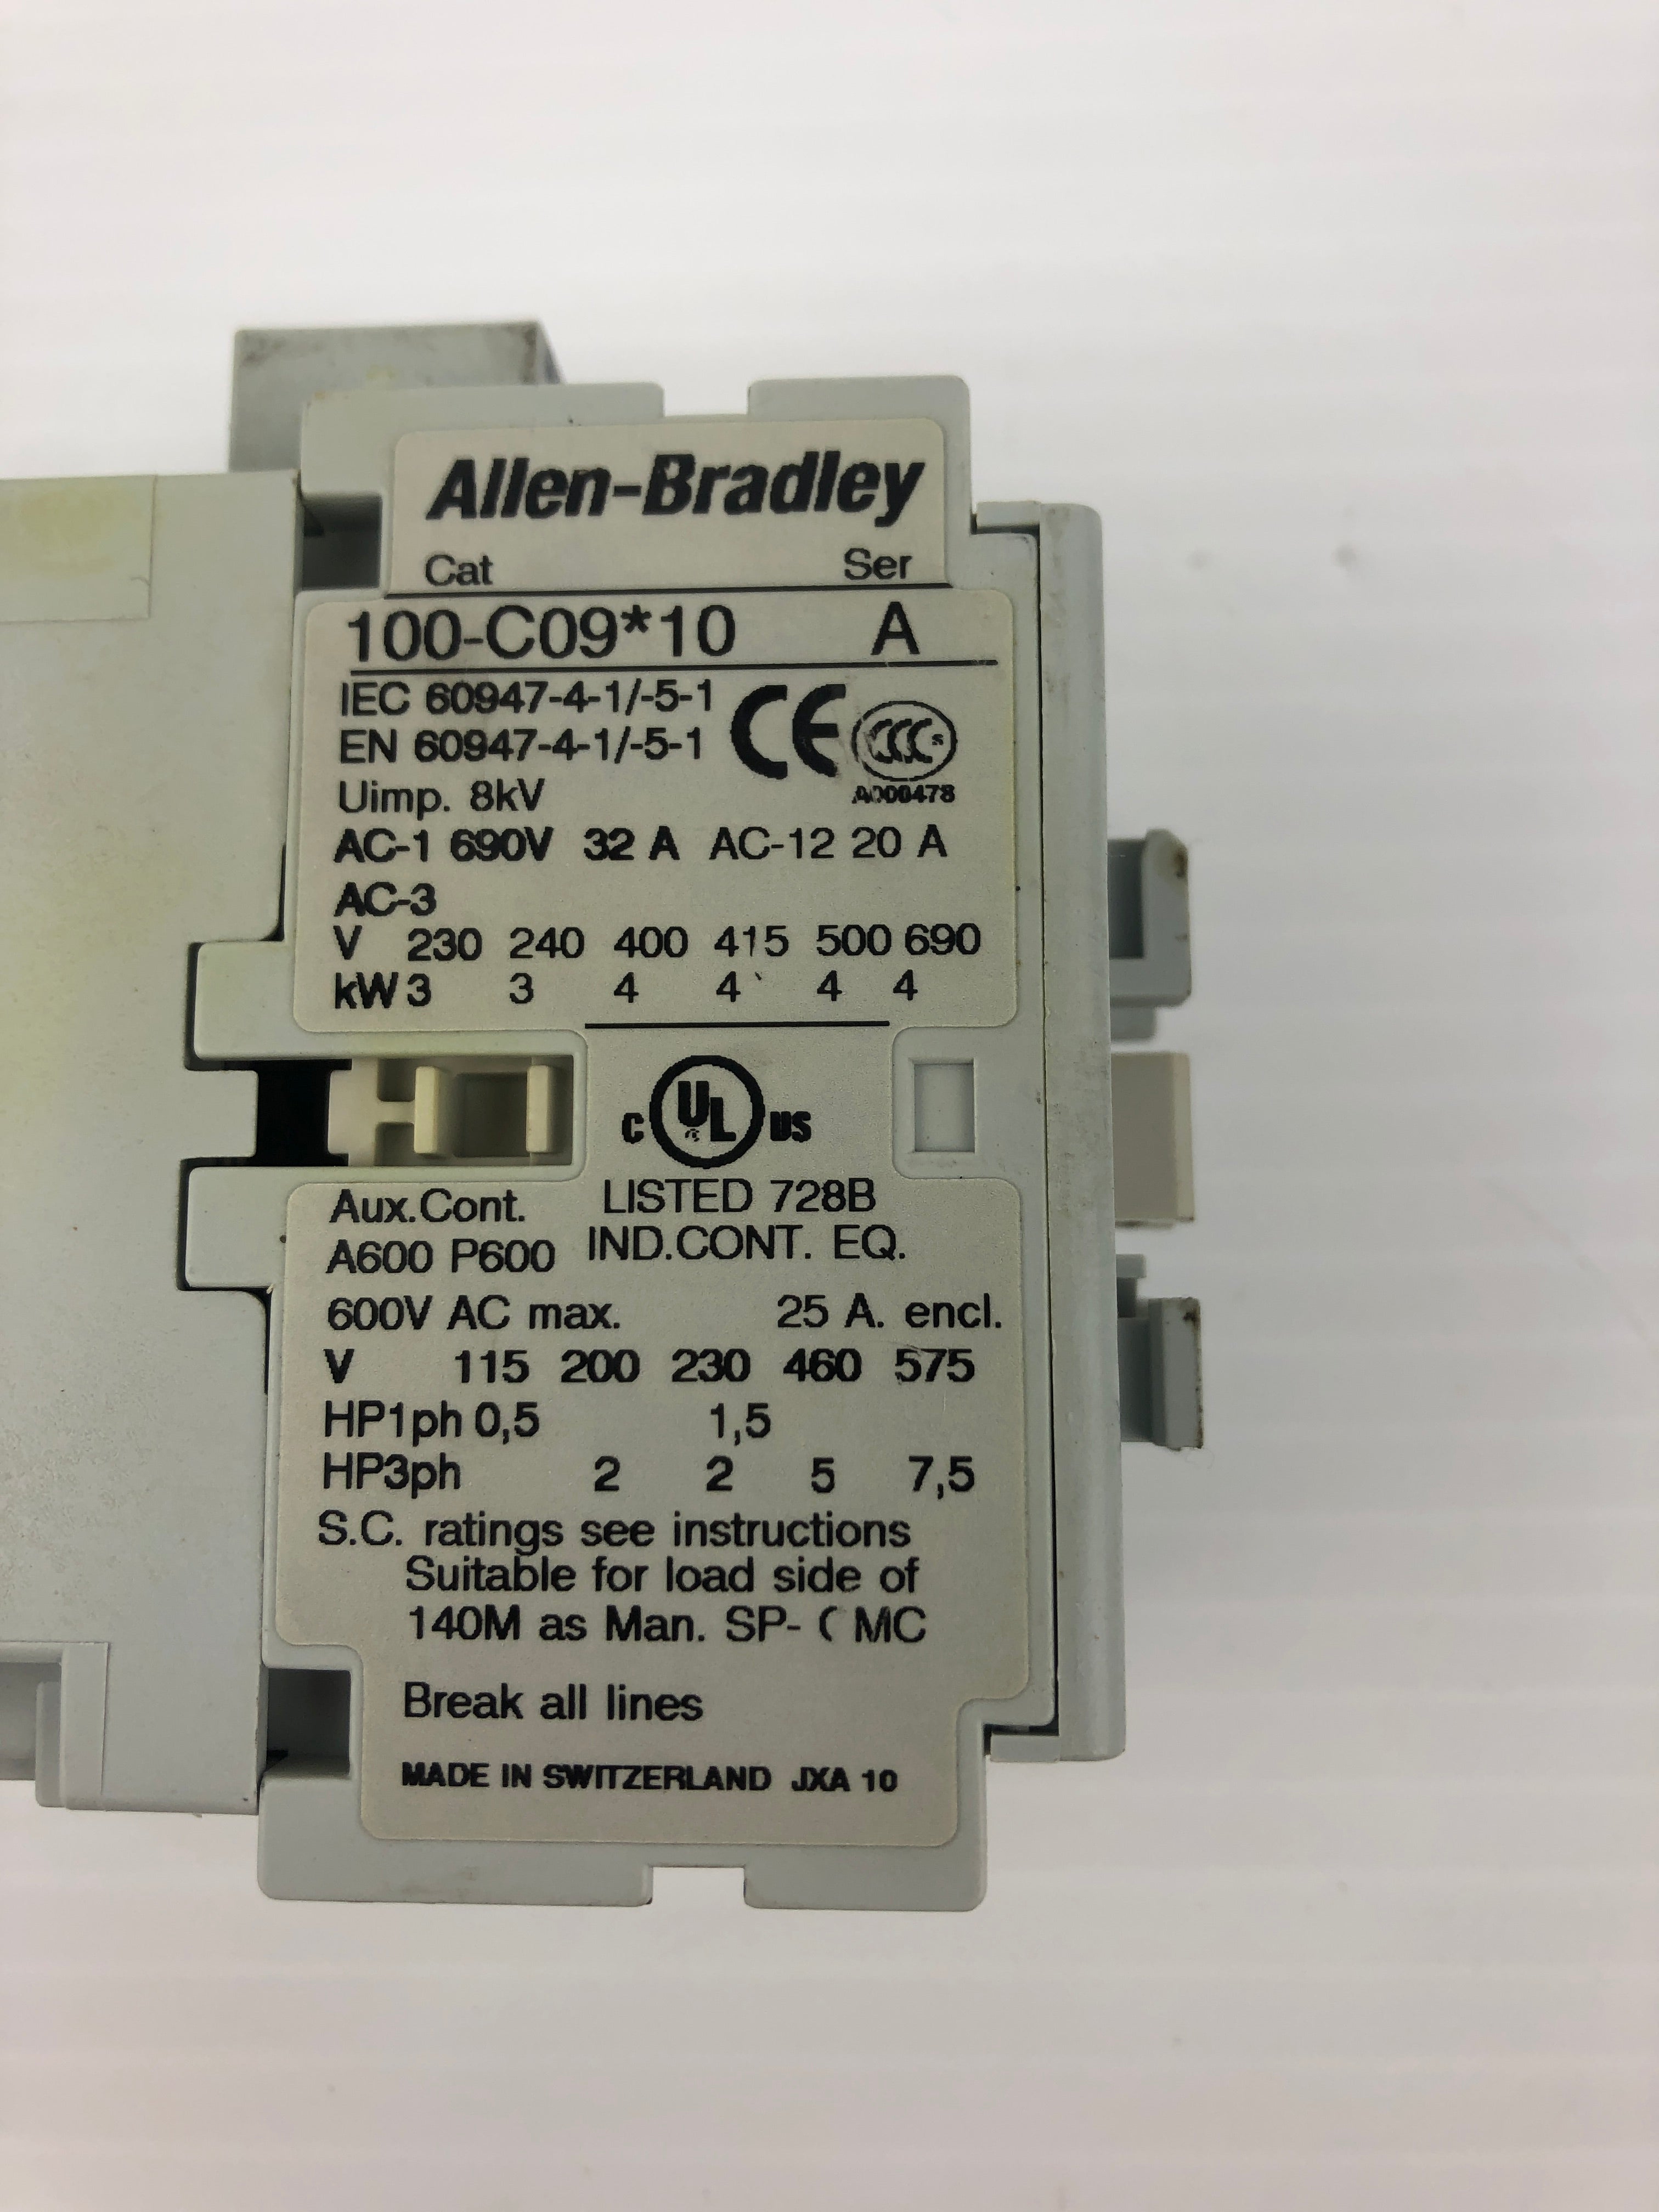 Allen-Bradley
Cat Ser
100-C09*10 A
IEC 60947-4-1/-5-1
EN 60947-4-1/-5-1
CE CCC S
Uimp. 8kV
A000478
AC-1 690V 32 A AC-12 20 A
AC-3
V 230 240 400 415 500 690
kW 3 3 4 4 4 4
C UL US
LISTED 728B
IND.CONT. EQ.
Aux.Cont.
A600 P600
600V AC max. 25 A. encl.
V 115 200 230 460 575
HP1ph 0,5 1,5
HP3ph 2 2 5 7,5
S.C. ratings see instructions
Suitable for load side of
140M as Man. SP- MC
Break all lines
MADE IN SWITZERLAND JXA 10